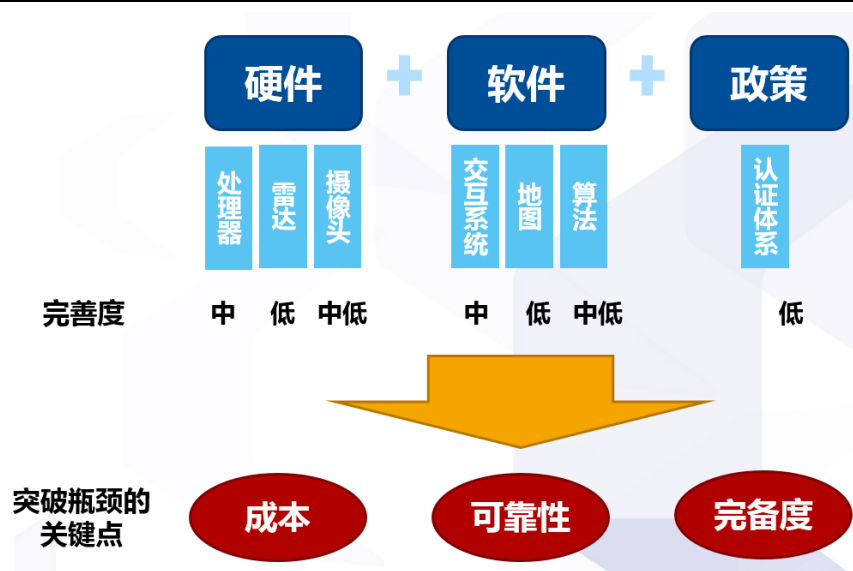 硬件 + 软件 + 政策
处理器 雷达 摄像头 交互系统 地图 算法 认证体系
完善度 中 低 中低 中 低 中低 低
突破瓶颈的
关键点
成本 可靠性 完备度